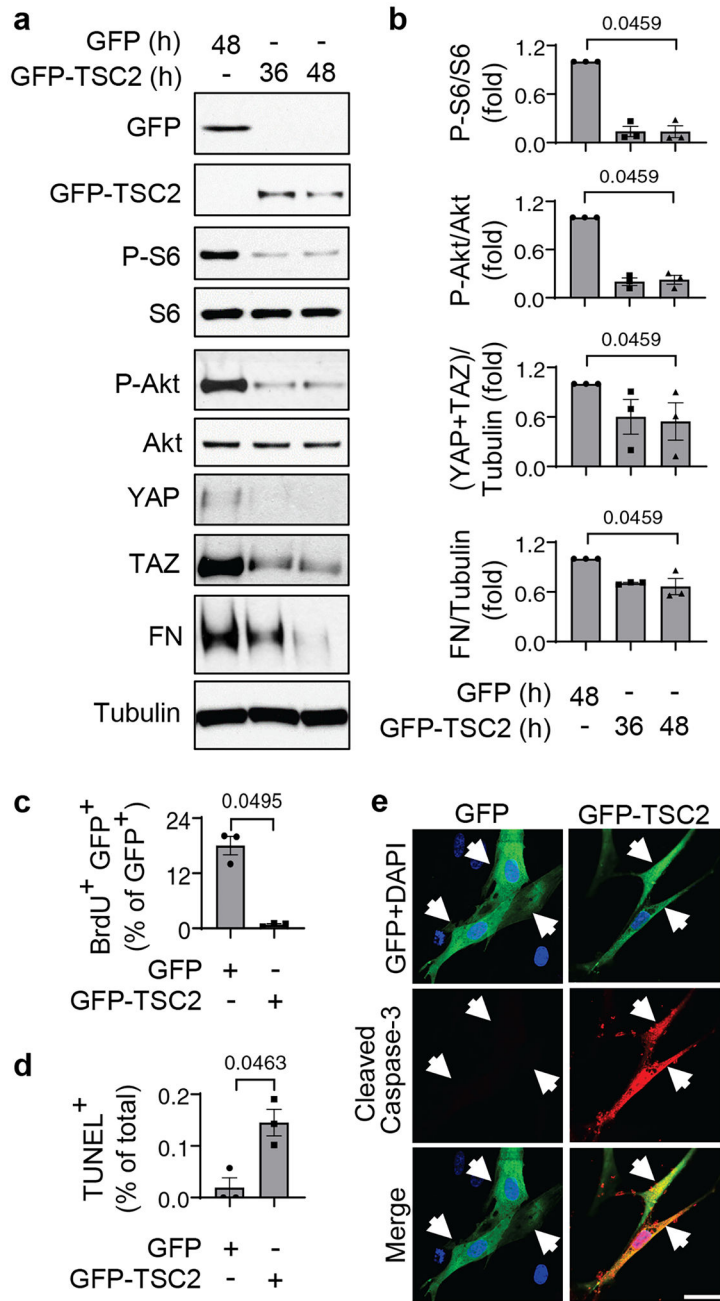 a
GFP (h) 48 - -
GFP-TSC2 (h) - 36 48
GFP
GFP-TSC2
P-S6
S6
P-Akt
Akt
YAP
TAZ
FN
Tubulin
b
0.0459
P-S6/S6
(fold)
1.2
0.6
0.0
0.0459
P-Akt/Akt
(fold)
1.2
0.6
0.0
0.0459
(YAP+TAZ)/
Tubulin (fold)
1.2
0.6
0.0
0.0459
FN/Tubulin
(fold)
1.2
0.6
0.0
GFP (h) 48 - -
GFP-TSC2 (h) - 36 48
c
0.0495
BrdU+ GFP+
(% of GFP+)
24
12
0.0
GFP + -
GFP-TSC2 - +
d
0.0463
TUNEL+
(% of total)
0.2
0.1
0.0
GFP + -
GFP-TSC2 - +
e
GFP GFP-TSC2
GFP+DAPI
Cleaved
Caspase-3
Merge